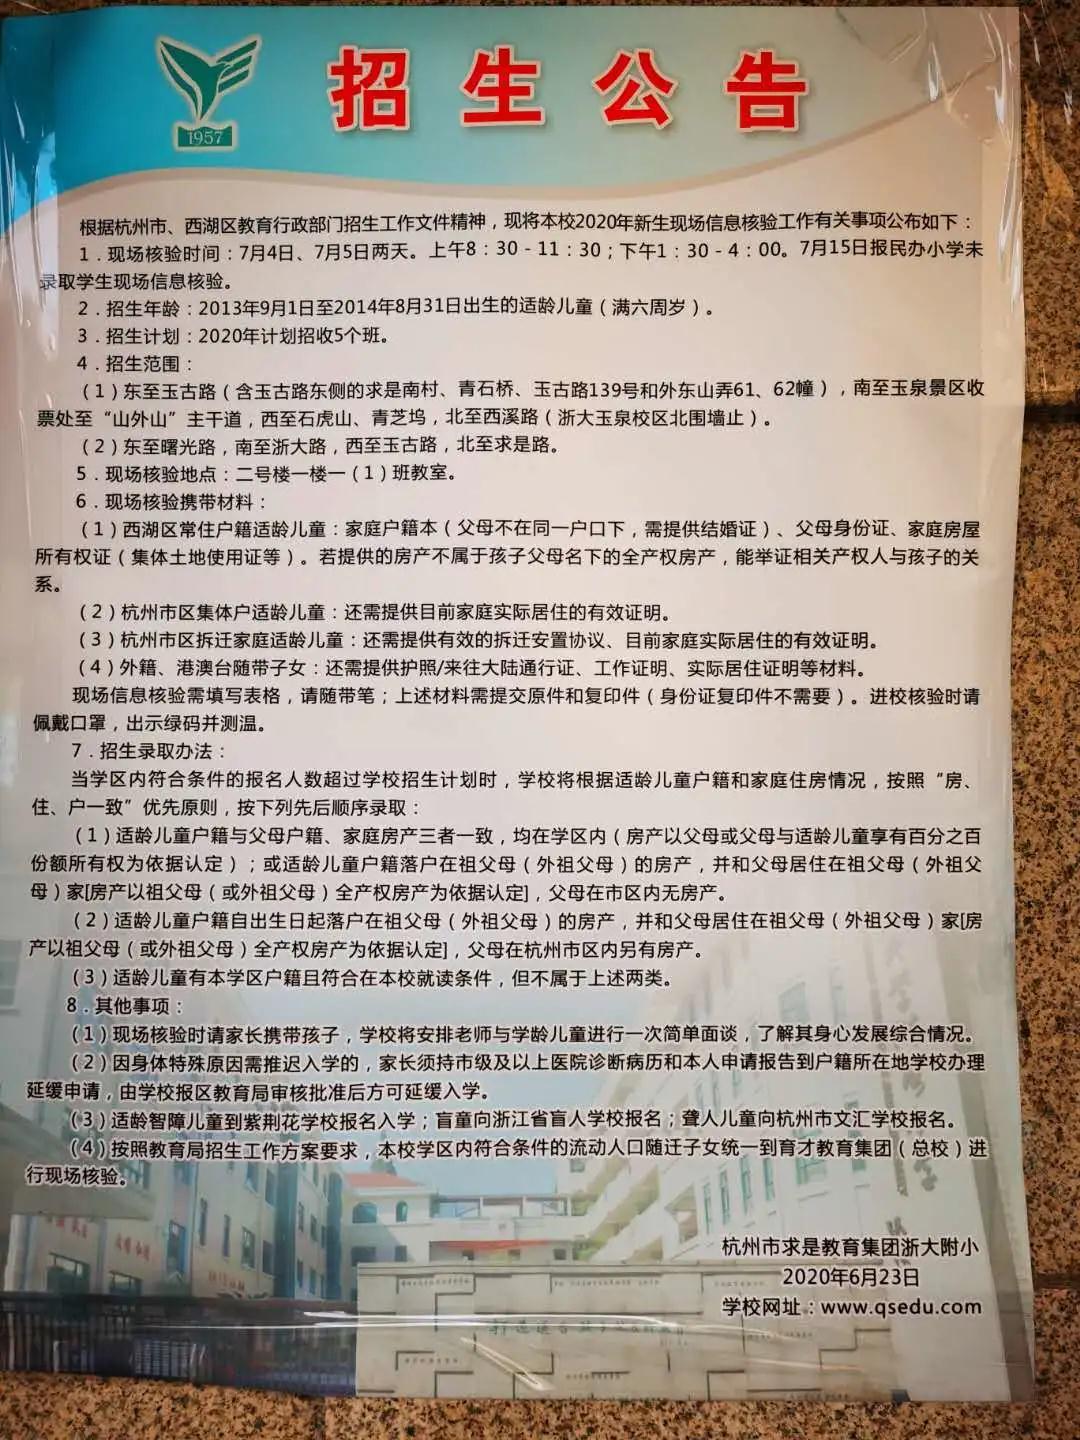 1957
招生公告
根据杭州市、西湖区教育行政部门招生工作文件精神，现将本校2020年新生现场信息核验工作有关事项公布如下：
1．现场核验时间：7月4日、7月5日两天。上午8：30－11：30；下午1：30－4：00。7月15日报民办小学未
录取学生现场信息核验。
2．招生年龄：2013年9月1日至2014年8月31日出生的适龄儿童（满六周岁）。
3．招生计划：2020年计划招收5个班。
4．招生范围：
（1）东至玉古路（含玉古路东侧的求是南村、青石桥、玉古路139号和外东山弄61、62幢），南至玉泉景区收
票处至“山外山”主干道，西至石虎山、青芝坞，北至西溪路（浙大玉泉校区北围墙止）。
（2）东至曙光路，南至浙大路，西至玉古路，北至求是路。
5．现场核验地点：二号楼一楼一（1）班教室。
6．现场核验携带材料：
（1）西湖区常住户籍适龄儿童：家庭户籍本（父母不在同一户口下，需提供结婚证）、父母身份证、家庭房屋
所有权证（集体土地使用证等）。若提供的房产不属于孩子父母名下的全产权房产，能举证相关产权人与孩子的关
系。
（2）杭州市区集体户适龄儿童：还需提供目前家庭实际居住的有效证明。
（3）杭州市区拆迁家庭适龄儿童：还需提供有效的拆迁安置协议、目前家庭实际居住的有效证明。
（4）外籍、港澳台随带子女：还需提供护照/来往大陆通行证、工作证明、实际居住证明等材料。
现场信息核验需填写表格，请随带笔；上述材料需提交原件和复印件（身份证复印件不需要）。进校核验时请
佩戴口罩，出示绿码并测温。
7．招生录取办法：
当学区内符合条件的报名人数超过学校招生计划时，学校将根据适龄儿童户籍和家庭住房情况，按照“房、
住、户一致”优先原则，按下列先后顺序录取：
（1）适龄儿童户籍与父母户籍、家庭房产三者一致，均在学区内（房产以父母或父母与适龄儿童享有百分之百
份额所有权为依据认定）；或适龄儿童户籍落户在祖父母（外祖父母）的房产，并和父母居住在祖父母（外祖父
母）家[房产以祖父母（或外祖父母）全产权房产为依据认定]，父母在市区内无房产。
（2）适龄儿童户籍自出生日起落户在祖父母（外祖父母）的房产，并和父母居住在祖父母（外祖父母）家[房
产以祖父母（或外祖父母）全产权房产为依据认定]，父母在杭州市区内另有房产。
（3）适龄儿童有本学区户籍且符合在本校就读条件，但不属于上述两类。
8．其他事项：
（1）现场核验时请家长携带孩子，学校将安排老师与学龄儿童进行一次简单面谈，了解其身心发展综合情况。
（2）因身体特殊原因需推迟入学的，家长须持市级及以上医院诊断病历和本人申请报告到户籍所在地学校办理
延缓申请，由学校报区教育局审核批准后方可延缓入学。
（3）适龄智障儿童到紫荆花学校报名入学；盲童向浙江省盲人学校报名；聋人儿童向杭州市文汇学校报名。
（4）按照教育局招生工作方案要求，本校学区内符合条件的流动人口随迁子女统一到育才教育集团（总校）进
行现场核验。
杭州市求是教育集团浙大附小
2020年6月23日
学校网址：www.qsedu.com